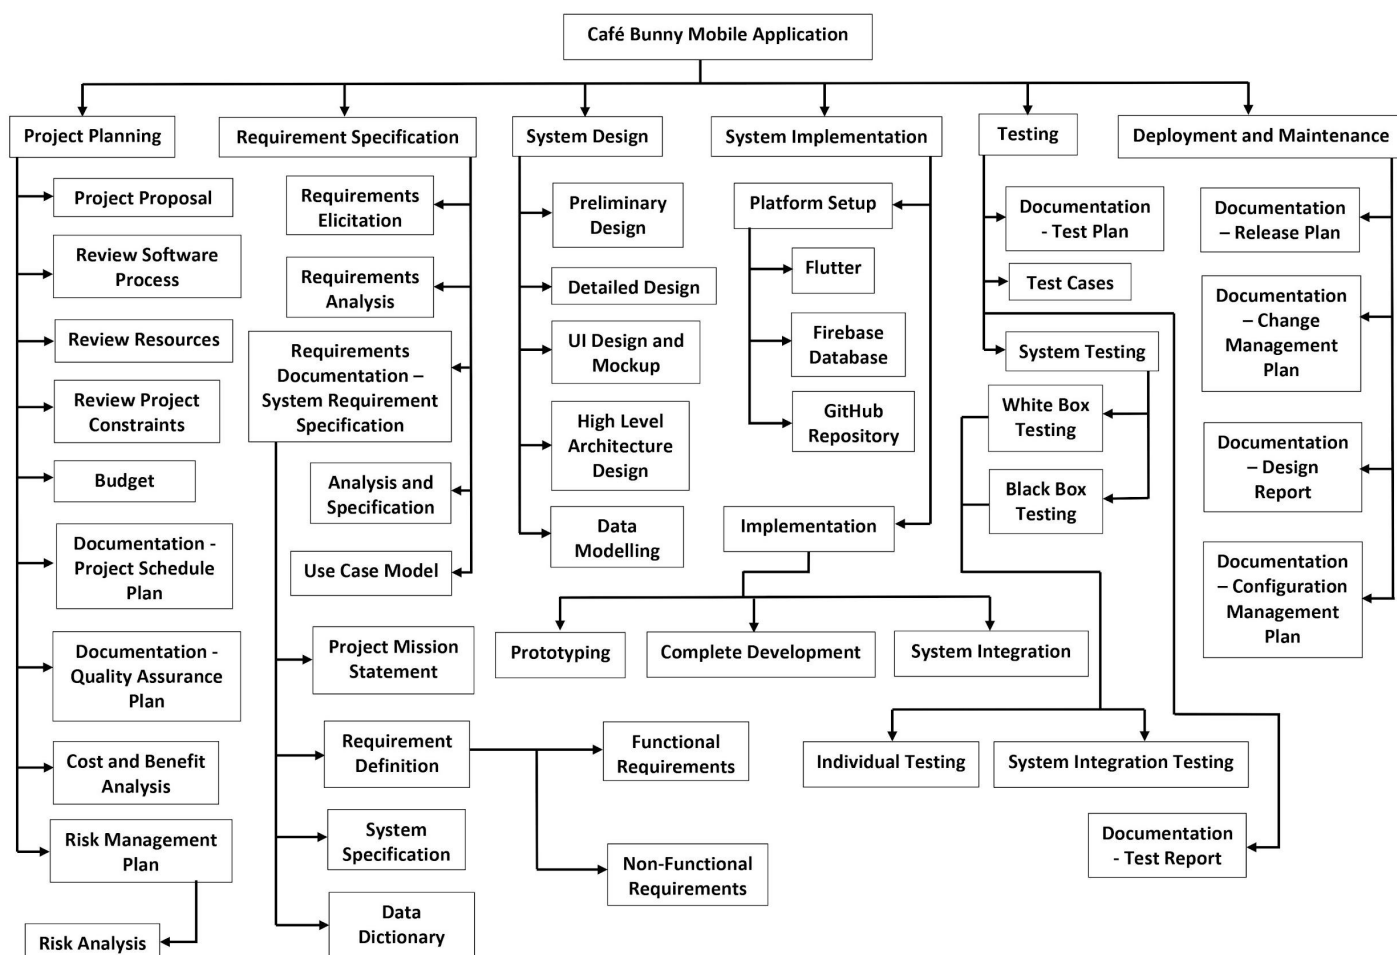 Café Bunny Mobile Application
Project Planning
Project Proposal
Review Software
Process
Review Resources
Review Project
Constraints
Budget
Documentation -
Project Schedule
Plan
Documentation -
Quality Assurance
Plan
Cost and Benefit
Analysis
Risk Management
Plan
Risk Analysis
Requirement Specification
Requirements
Elicitation
Requirements
Analysis
Requirements
Documentation –
System Requirement
Specification
Analysis and
Specification
Use Case Model
Project Mission
Statement
Requirement
Definition
Functional
Requirements
Non-Functional
Requirements
System
Specification
Data
Dictionary
System Design
Preliminary
Design
Detailed Design
UI Design and
Mockup
High Level
Architecture
Design
Data
Modelling
System Implementation
Platform Setup
Flutter
Firebase
Database
GitHub
Repository
Implementation
Prototyping
Complete Development
System Integration
Testing
Documentation
- Test Plan
Test Cases
System Testing
White Box
Testing
Black Box
Testing
Individual Testing
System Integration Testing
Documentation
- Test Report
Deployment and Maintenance
Documentation
– Release Plan
Documentation
– Change
Management
Plan
Documentation
– Design
Report
Documentation
– Configuration
Management
Plan